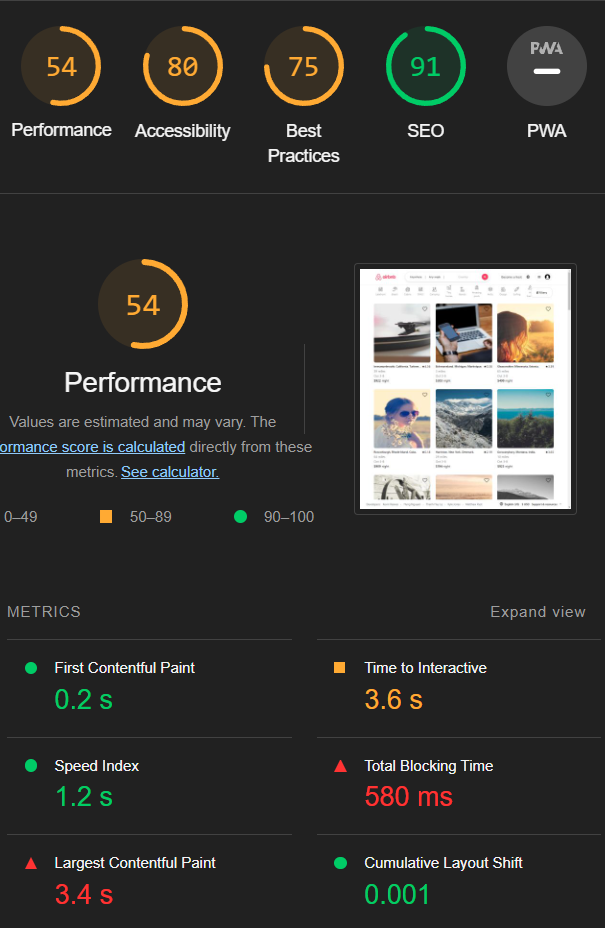 54
80
75
91
PWA
Performance
Accessibility
Best
Practices
SEO
PWA
54
Performance
Values are estimated and may vary. The
ormance score is calculated directly from these
metrics. See calculator.
0–49
50–89
90–100
METRICS
Expand view
First Contentful Paint
0.2 s
Time to Interactive
3.6 s
Speed Index
1.2 s
Total Blocking Time
580 ms
Largest Contentful Paint
3.4 s
Cumulative Layout Shift
0.001